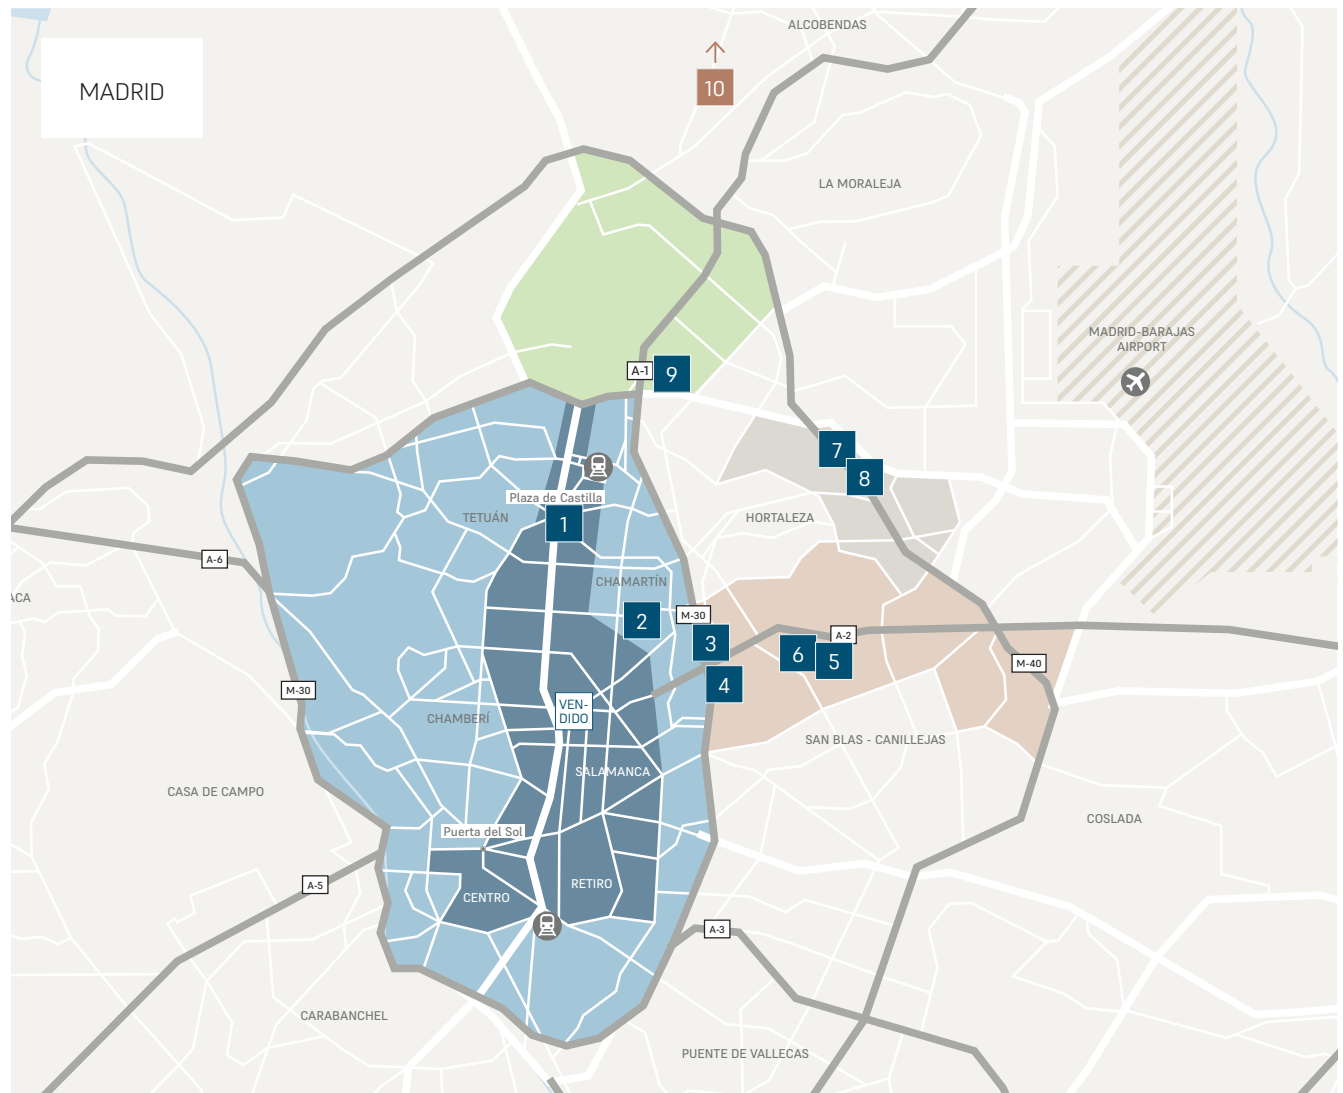 ALCOBENDAS
MADRID
10
LA MORALEJA
MADRID-BARAJAS
AIRPORT
A-1
9
7
8
Plaza de Castilla
TETUÁN
1
HORTALEZA
A-6
CHAMARTÍN
ACA
2
M-30
3
A-2
6
5
M-40
4
M-30
VEN-
DIDO
CHAMBERÍ
SAN BLAS - CANILLEJAS
SALAMANCA
CASA DE CAMPO
COSLADA
Puerta del Sol
A-5
RETIRO
CENTRO
A-3
CARABANCHEL
PUENTE DE VALLECAS